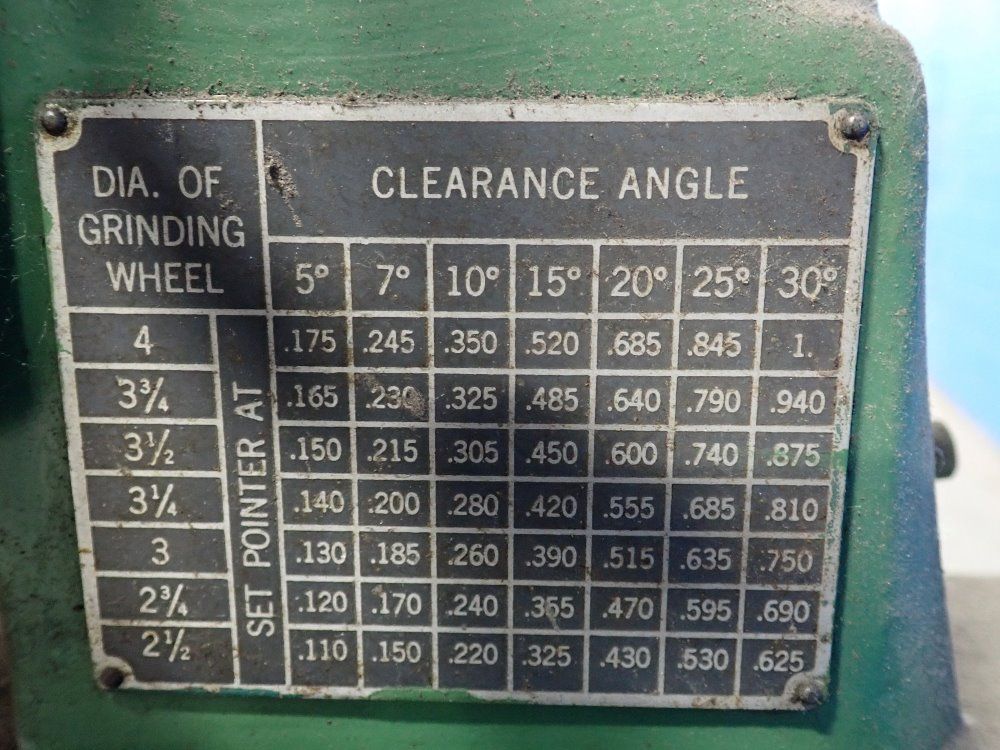 DIA. OF
GRINDING
WHEEL
CLEARANCE ANGLE
5° 7° 10° 15° 20° 25° 30°
SET POINTER AT
4 .175 .245 .350 .520 .685 .845 1.
3¾ .165 .230 .325 .485 .640 .790 .940
3½ .150 .215 .305 .450 .600 .740 .875
3¼ .140 .200 .280 .420 .555 .685 .810
3 .130 .185 .260 .390 .515 .635 .750
2¾ .120 .170 .240 .355 .470 .595 .690
2½ .110 .150 .220 .325 .430 .530 .625